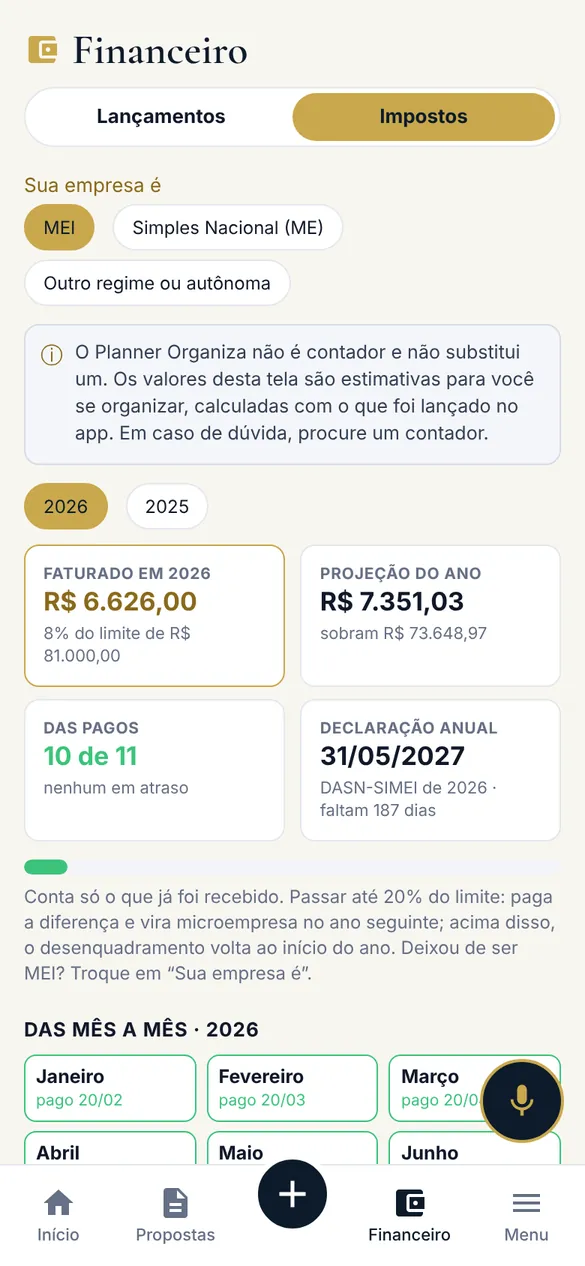 Financeiro
Lançamentos
Impostos
Sua empresa é
MEI
Simples Nacional (ME)
Outro regime ou autônoma
O Planner Organiza não é contador e não substitui
um. Os valores desta tela são estimativas para você
se organizar, calculadas com o que foi lançado no
app. Em caso de dúvida, procure um contador.
2026
2025
FATURADO EM 2026
R$ 6.626,00
8% do limite de R$
81.000,00
PROJEÇÃO DO ANO
R$ 7.351,03
sobram R$ 73.648,97
DAS PAGOS
10 de 11
nenhum em atraso
DECLARAÇÃO ANUAL
31/05/2027
DASN-SIMEI de 2026 ·
faltam 187 dias
Conta só o que já foi recebido. Passar até 20% do limite: paga
a diferença e vira microempresa no ano seguinte; acima disso,
o desenquadramento volta ao início do ano. Deixou de ser
MEI? Troque em “Sua empresa é”.
DAS MÊS A MÊS · 2026
Janeiro
pago 20/02
Fevereiro
pago 20/03
Março
pago 20/0
Abril
Maio
Junho
Início
Propostas
Financeiro
Menu